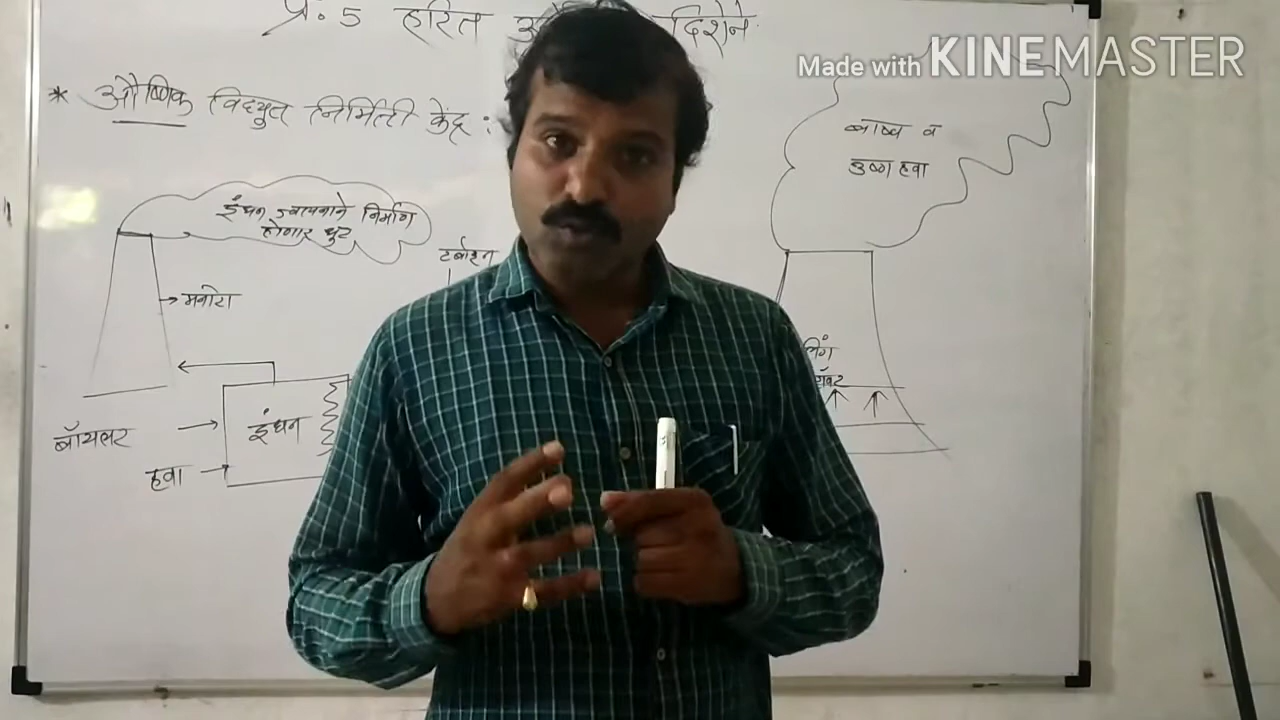 प्र. 5 हरित दिशेने
Made with KINEMASTER
* औष्णिक विद्युत निर्मिती केंद्र :
बाष्प व
उष्ण हवा
इंधन ज्वलनाने निर्माण
होणारा धुर
टर्बाइन
मनोरा
इंधन
बॉयलर
हवा